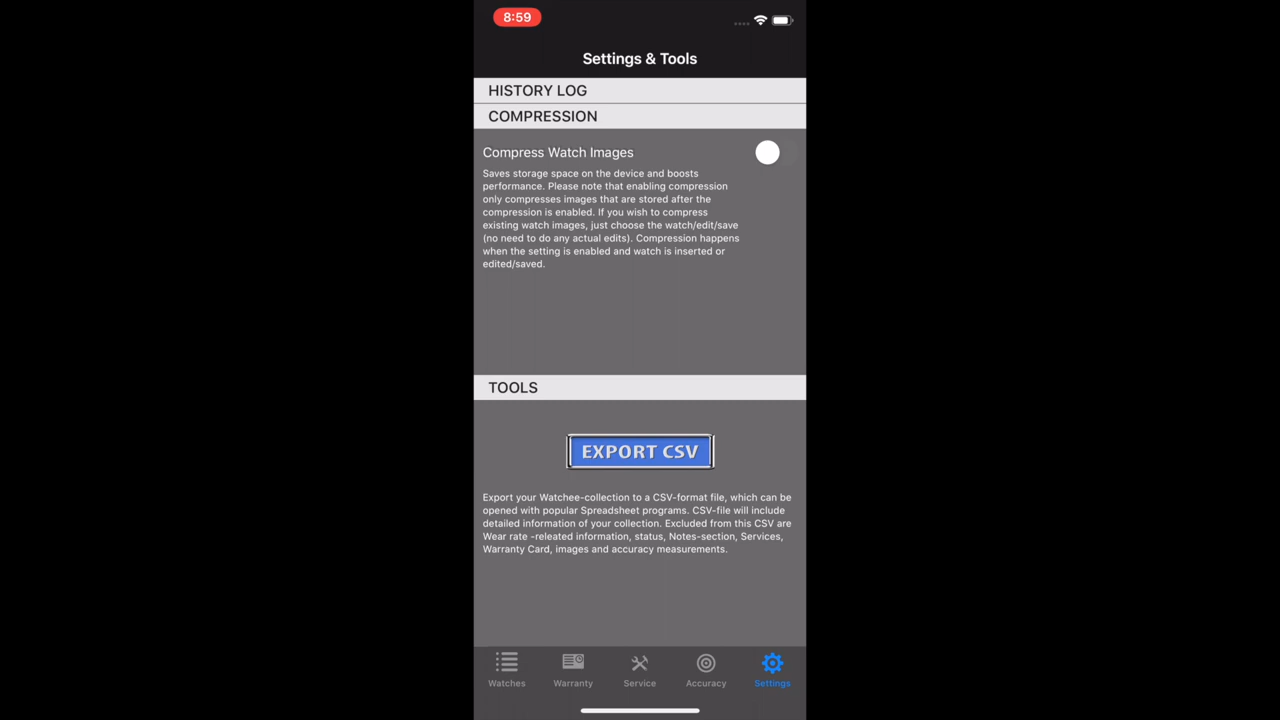 8:59
Settings & Tools
HISTORY LOG
COMPRESSION
Compress Watch Images
Saves storage space on the device and boosts
performance. Please note that enabling compression
only compresses images that are stored after the
compression is enabled. If you wish to compress
existing watch images, just choose the watch/edit/save
(no need to do any actual edits). Compression happens
when the setting is enabled and watch is inserted or
edited/saved.
TOOLS
EXPORT CSV
Export your Watchee-collection to a CSV-format file, which can be
opened with popular Spreadsheet programs. CSV-file will include
detailed information of your collection. Excluded from this CSV are
Wear rate -releated information, status, Notes-section, Services,
Warranty Card, images and accuracy measurements.
Watches Warranty Service Accuracy Settings